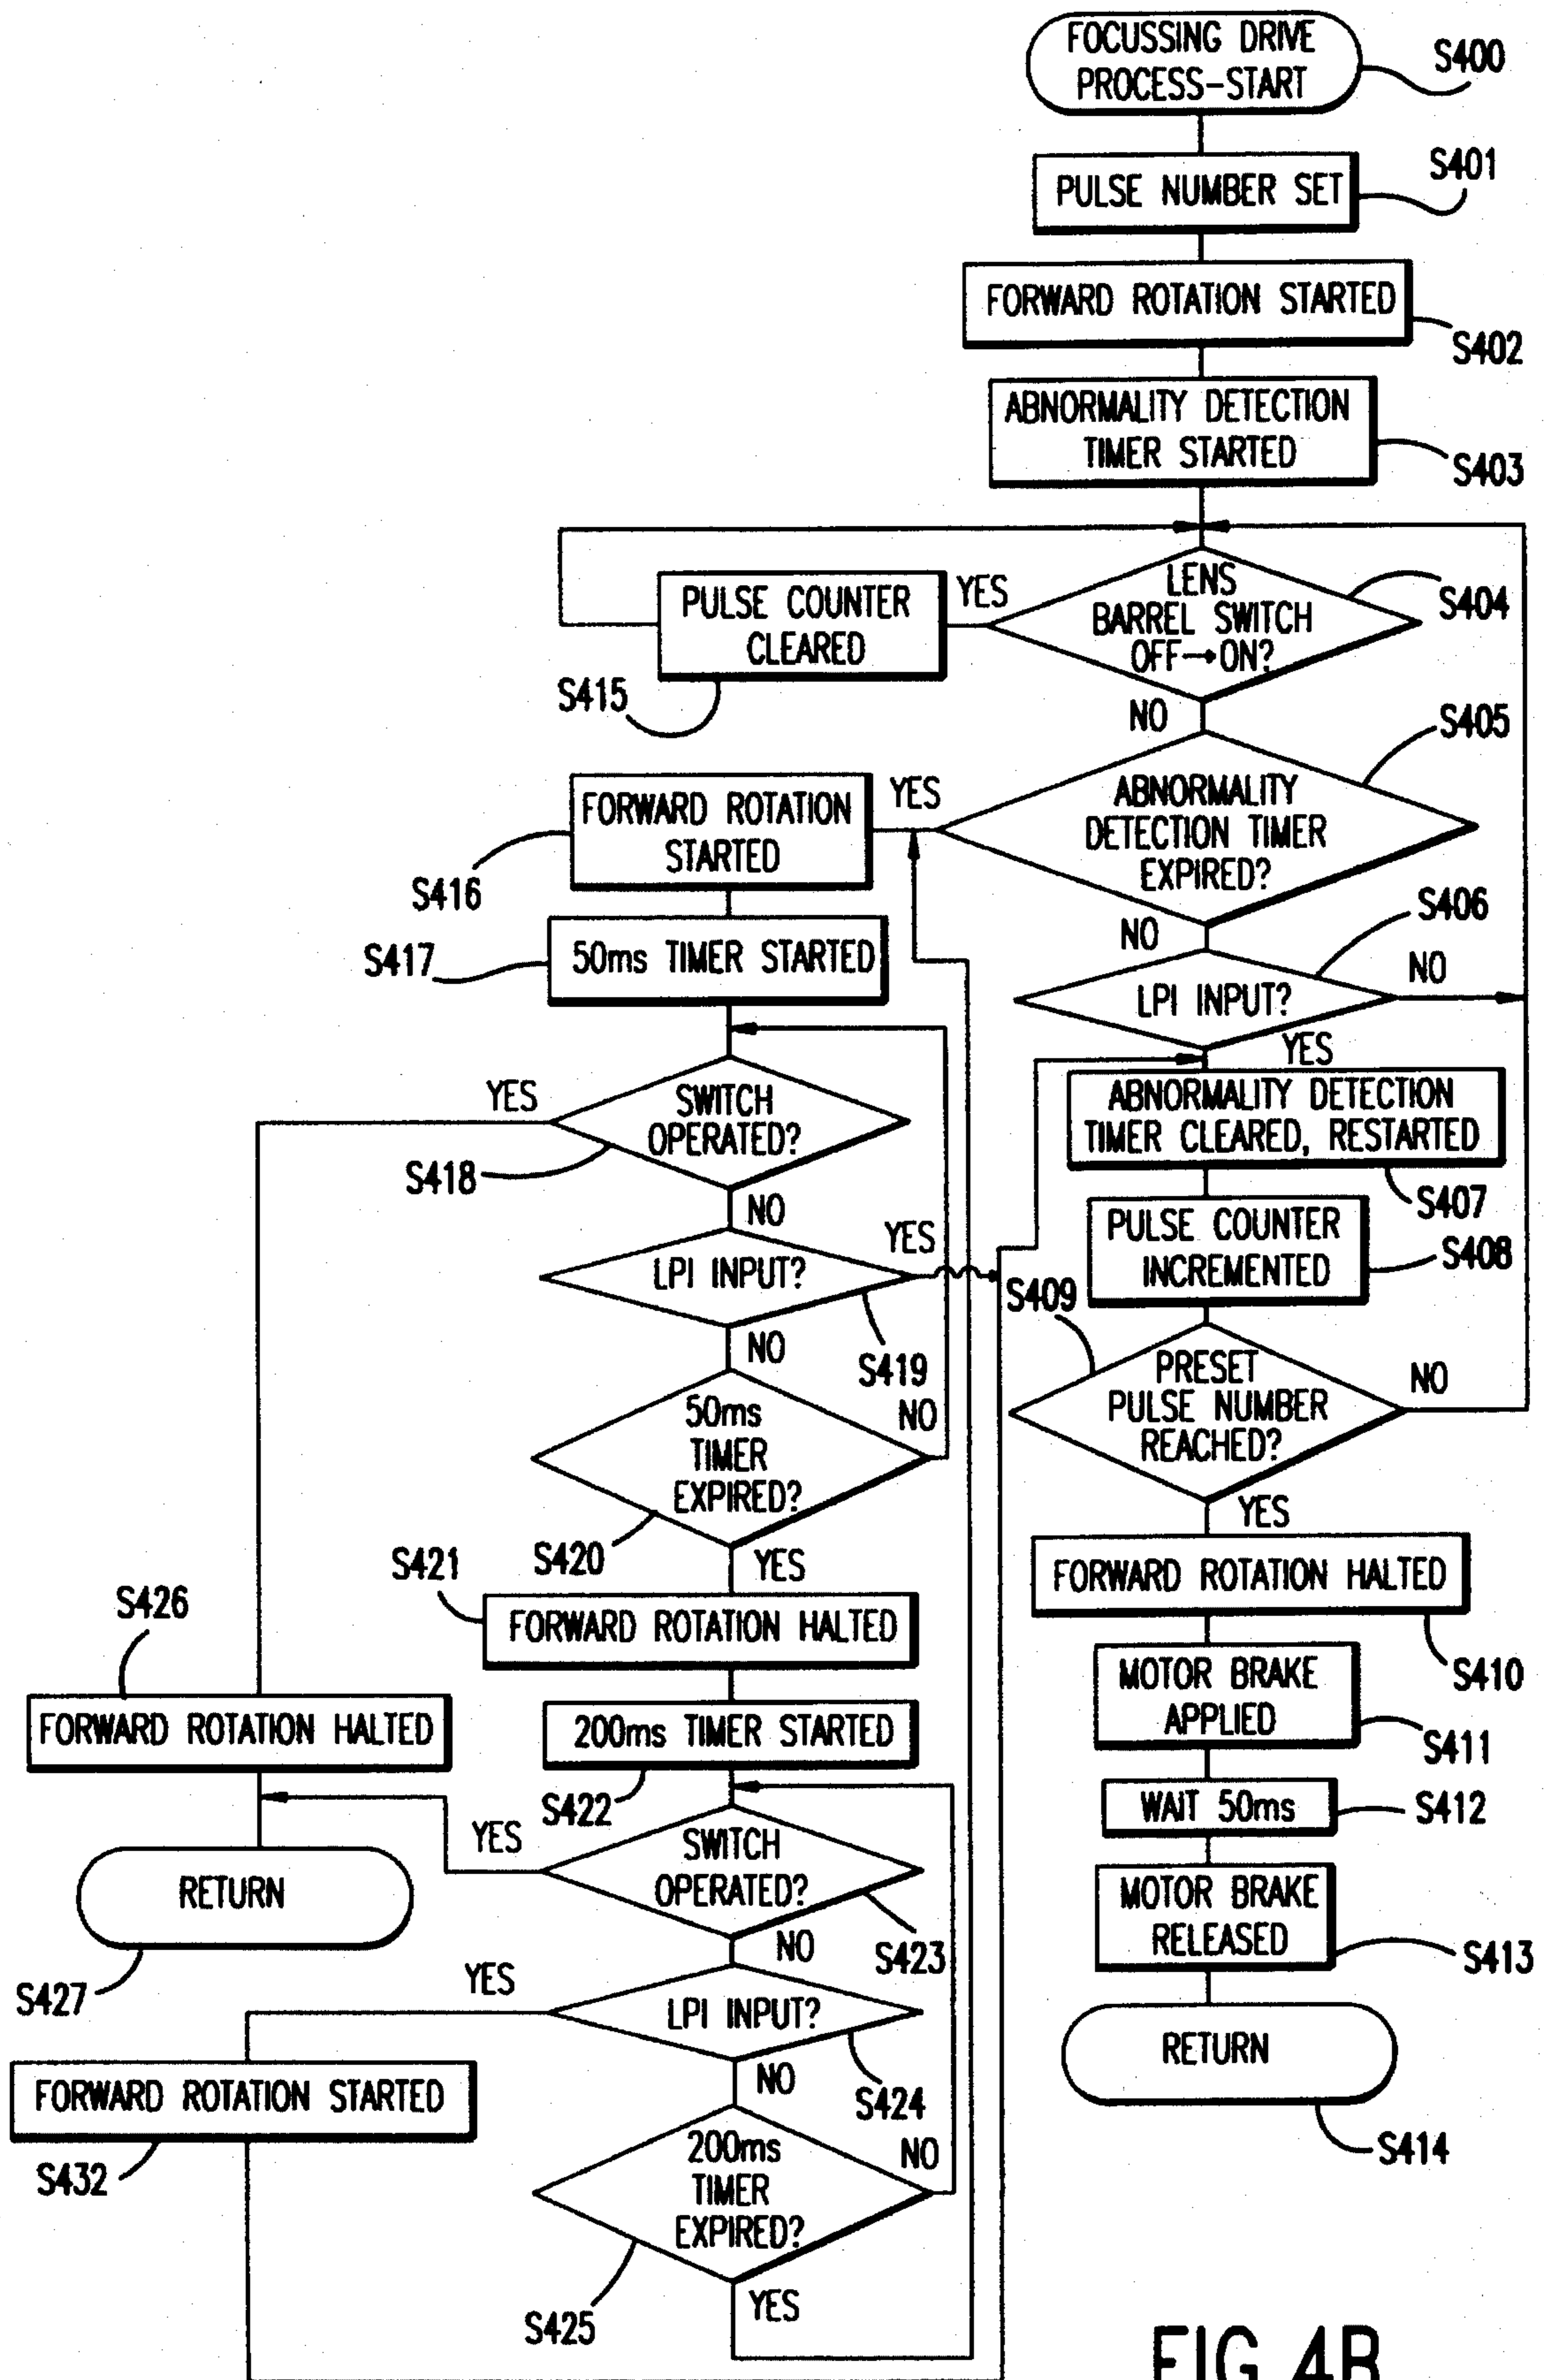 FOCUSSING DRIVE
PROCESS-START
S400
PULSE NUMBER SET
S401
FORWARD ROTATION STARTED
S402
ABNORMALITY DETECTION
TIMER STARTED
S403
LENS
BARREL SWITCH
OFF→ON?
S404
YES
NO
PULSE COUNTER
CLEARED
S415
ABNORMALITY
DETECTION TIMER
EXPIRED?
S405
YES
NO
FORWARD ROTATION
STARTED
S416
LPI INPUT?
S406
NO
YES
50ms TIMER STARTED
S417
ABNORMALITY DETECTION
TIMER CLEARED, RESTARTED
S407
SWITCH
OPERATED?
S418
YES
NO
PULSE COUNTER
INCREMENTED
S408
LPI INPUT?
S419
YES
NO
PRESET
PULSE NUMBER
REACHED?
S409
NO
YES
50ms
TIMER
EXPIRED?
S420
NO
YES
FORWARD ROTATION HALTED
S410
FORWARD ROTATION HALTED
S421
MOTOR BRAKE
APPLIED
S411
FORWARD ROTATION HALTED
S426
200ms TIMER STARTED
S422
WAIT 50ms
S412
SWITCH
OPERATED?
S423
YES
NO
RETURN
S427
MOTOR BRAKE
RELEASED
S413
LPI INPUT?
S424
YES
NO
RETURN
S414
FORWARD ROTATION STARTED
S432
200ms
TIMER
EXPIRED?
S425
NO
YES
FIG.4B